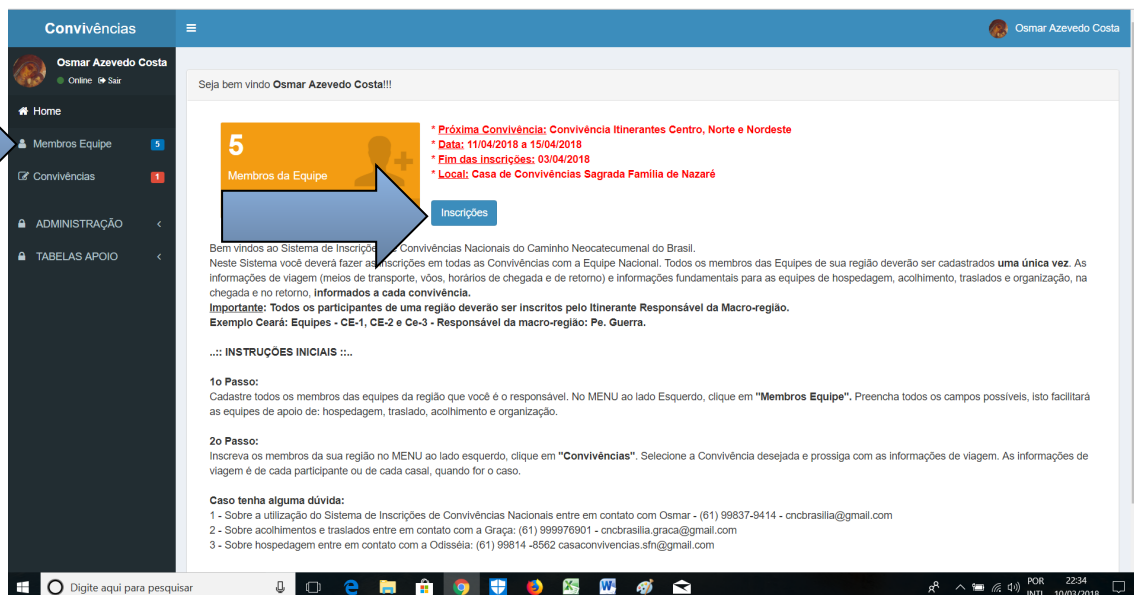 Convivências
Osmar Azevedo Costa
Osmar Azevedo Costa
Online Sair
Home
Membros Equipe 5
Convivências 1
ADMINISTRAÇÃO
TABELAS APOIO
Seja bem vindo Osmar Azevedo Costa!!!
5
Membros da Equipe
* Próxima Convivência: Convivência Itinerantes Centro, Norte e Nordeste
* Data: 11/04/2018 a 15/04/2018
* Fim das inscrições: 03/04/2018
* Local: Casa de Convivências Sagrada Família de Nazaré
Inscrições
Bem vindos ao Sistema de Inscrições de Convivências Nacionais do Caminho Neocatecumenal do Brasil.
Neste Sistema você deverá fazer as inscrições em todas as Convivências com a Equipe Nacional. Todos os membros das Equipes de sua região deverão ser cadastrados uma única vez. As
informações de viagem (meios de transporte, vôos, horários de chegada e de retorno) e informações fundamentais para as equipes de hospedagem, acolhimento, traslados e organização, na
chegada e no retorno, informados a cada convivência.
Importante: Todos os participantes de uma região deverão ser inscritos pelo Itinerante Responsável da Macro-região.
Exemplo Ceará: Equipes - CE-1, CE-2 e Ce-3 - Responsável da macro-região: Pe. Guerra.
..:: INSTRUÇÕES INICIAIS ::..
1o Passo:
Cadastre todos os membros das equipes da região que você é o responsável. No MENU ao lado Esquerdo, clique em "Membros Equipe". Preencha todos os campos possíveis, isto facilitará
as equipes de apoio de: hospedagem, traslado, acolhimento e organização.
2o Passo:
Inscreva os membros da sua região no MENU ao lado esquerdo, clique em "Convivências". Selecione a Convivência desejada e prossiga com as informações de viagem. As informações de
viagem é de cada participante ou de cada casal, quando for o caso.
Caso tenha alguma dúvida:
1 - Sobre a utilização do Sistema de Inscrições de Convivências Nacionais entre em contato com Osmar - (61) 99837-9414 - cncbrasilia@gmail.com
2 - Sobre acolhimentos e traslados entre em contato com a Graça: (61) 999976901 - cncbrasilia.graca@gmail.com
3 - Sobre hospedagem entre em contato com a Odisséia: (61) 99814 -8562 casaconvivencias.sfn@gmail.com
Digite aqui para pesquisar
POR 22:34
INTL 10/03/2018